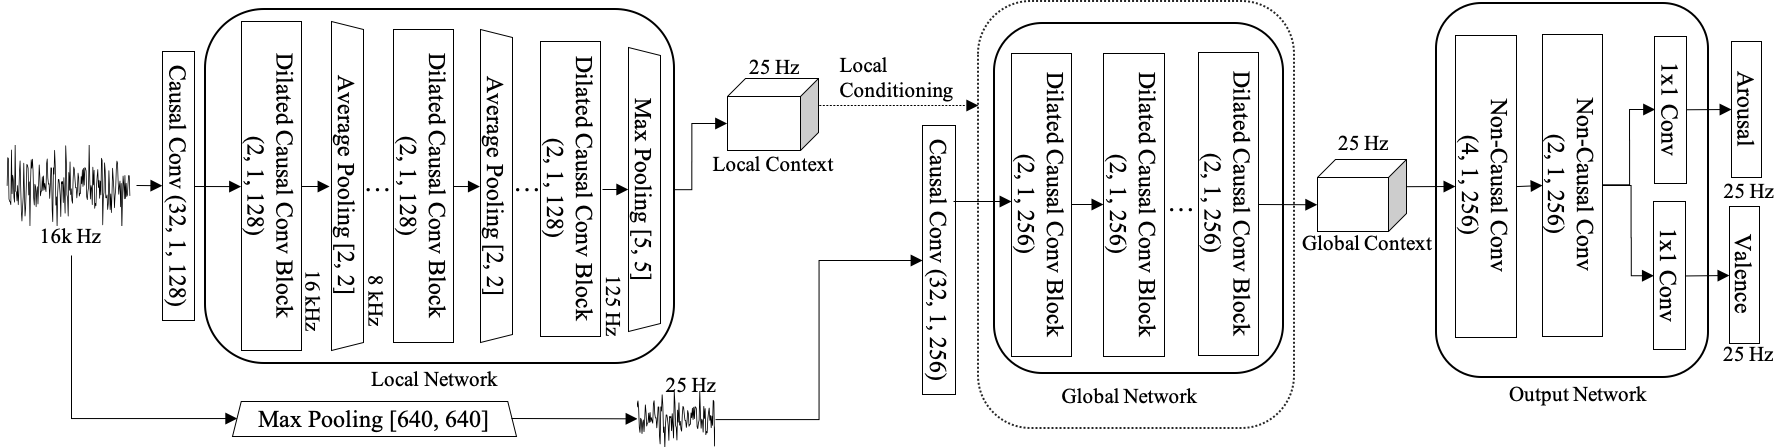 16k Hz
Causal Conv (32, 1, 128)
Dilated Causal Conv Block
(2, 1, 128)
16 kHz
Average Pooling [2, 2]
8 kHz
...
Dilated Causal Conv Block
(2, 1, 128)
Average Pooling [2, 2]
...
Dilated Causal Conv Block
(2, 1, 128)
125 Hz
Max Pooling [5, 5]
Local Network
Max Pooling [640, 640]
25 Hz
25 Hz
Local Context
Local
Conditioning
Causal Conv (32, 1, 256)
Dilated Causal Conv Block
(2, 1, 256)
Dilated Causal Conv Block
(2, 1, 256)
...
Dilated Causal Conv Block
(2, 1, 256)
Global Network
25 Hz
Global Context
Non-Causal Conv
(4, 1, 256)
Non-Causal Conv
(2, 1, 256)
1x1 Conv
1x1 Conv
Output Network
Arousal
25 Hz
Valence
25 Hz